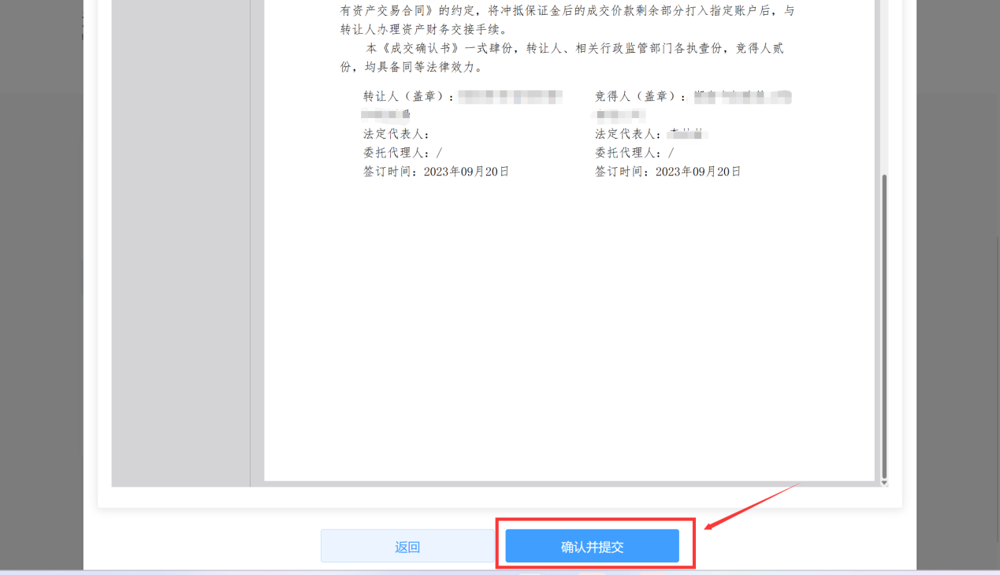 有资产交易合同》的约定，将冲抵保证金后的成交价款剩余部分打入指定账户后，与
转让人办理资产财务交接手续。
本《成交确认书》一式肆份，转让人、相关行政监管部门各执壹份，竞得人贰
份，均具备同等法律效力。
转让人（盖章）：
法定代表人：
委托代理人：/
签订时间：2023年09月20日
竞得人（盖章）：
法定代表人：
委托代理人：/
签订时间：2023年09月20日
返回
确认并提交